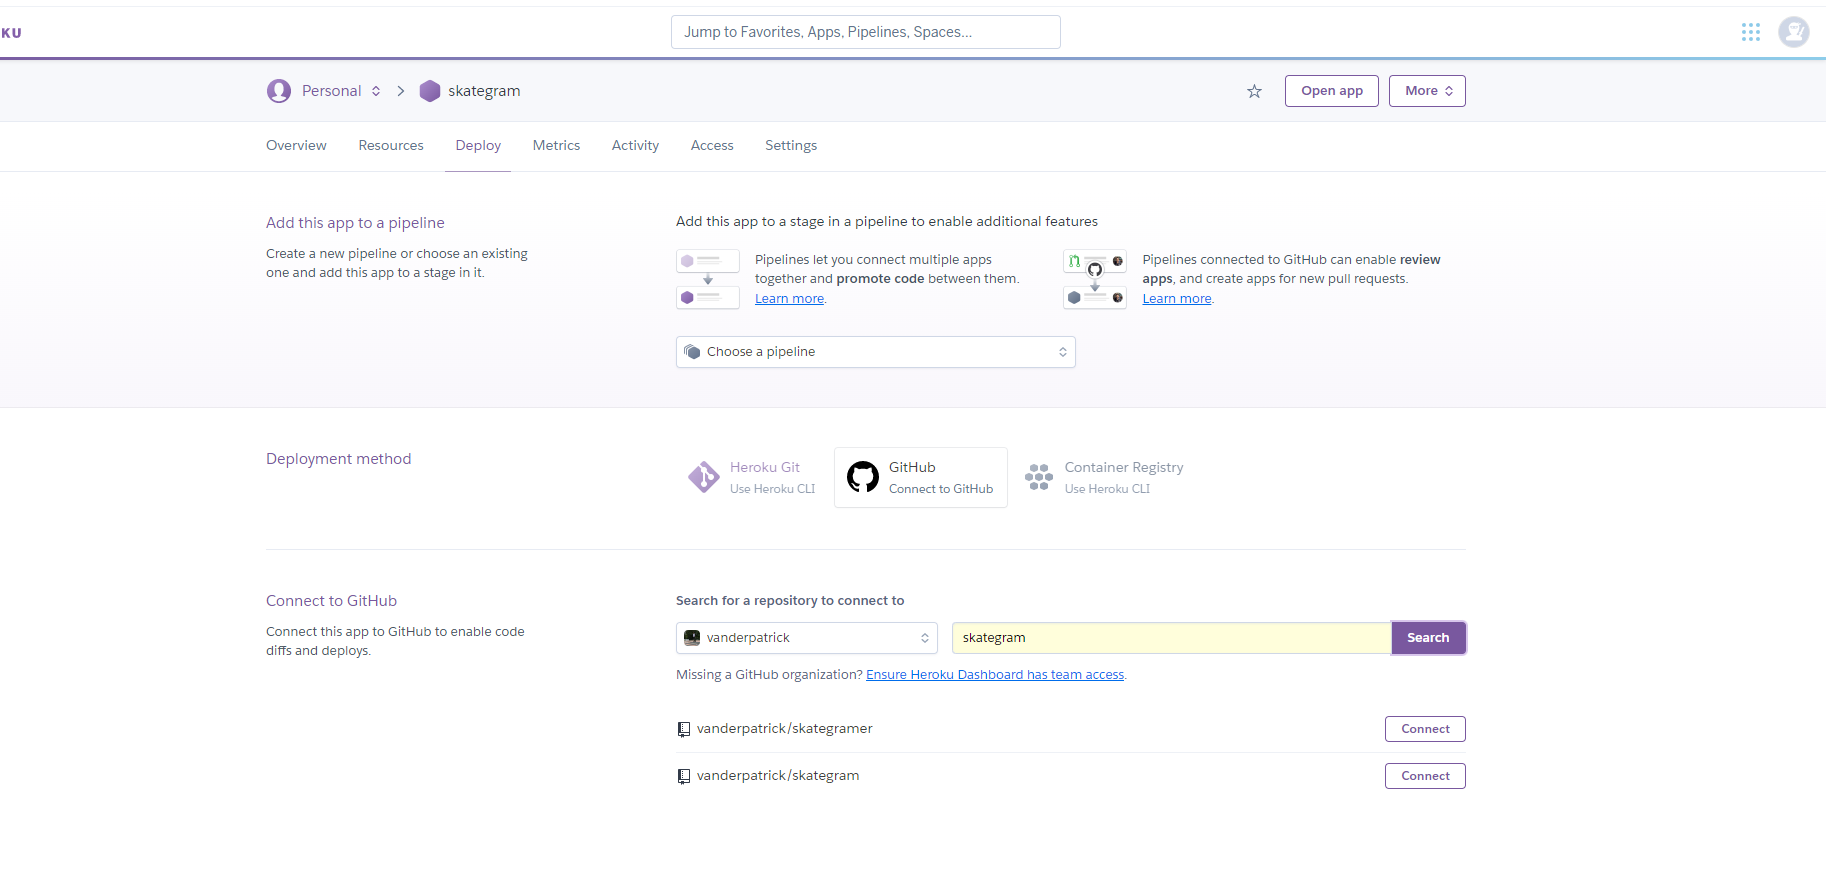 KU
Jump to Favorites, Apps, Pipelines, Spaces...
Personal
skategram
Open app
More
Overview
Resources
Deploy
Metrics
Activity
Access
Settings
Add this app to a pipeline
Create a new pipeline or choose an existing
one and add this app to a stage in it.
Add this app to a stage in a pipeline to enable additional features
Pipelines let you connect multiple apps
together and promote code between them.
Learn more.
Pipelines connected to GitHub can enable review
apps, and create apps for new pull requests.
Learn more.
Choose a pipeline
Deployment method
Heroku Git
Use Heroku CLI
GitHub
Connect to GitHub
Container Registry
Use Heroku CLI
Connect to GitHub
Connect this app to GitHub to enable code
diffs and deploys.
Search for a repository to connect to
vanderpatrick
skategram
Search
Missing a GitHub organization? Ensure Heroku Dashboard has team access.
vanderpatrick/skategramer
Connect
vanderpatrick/skategram
Connect